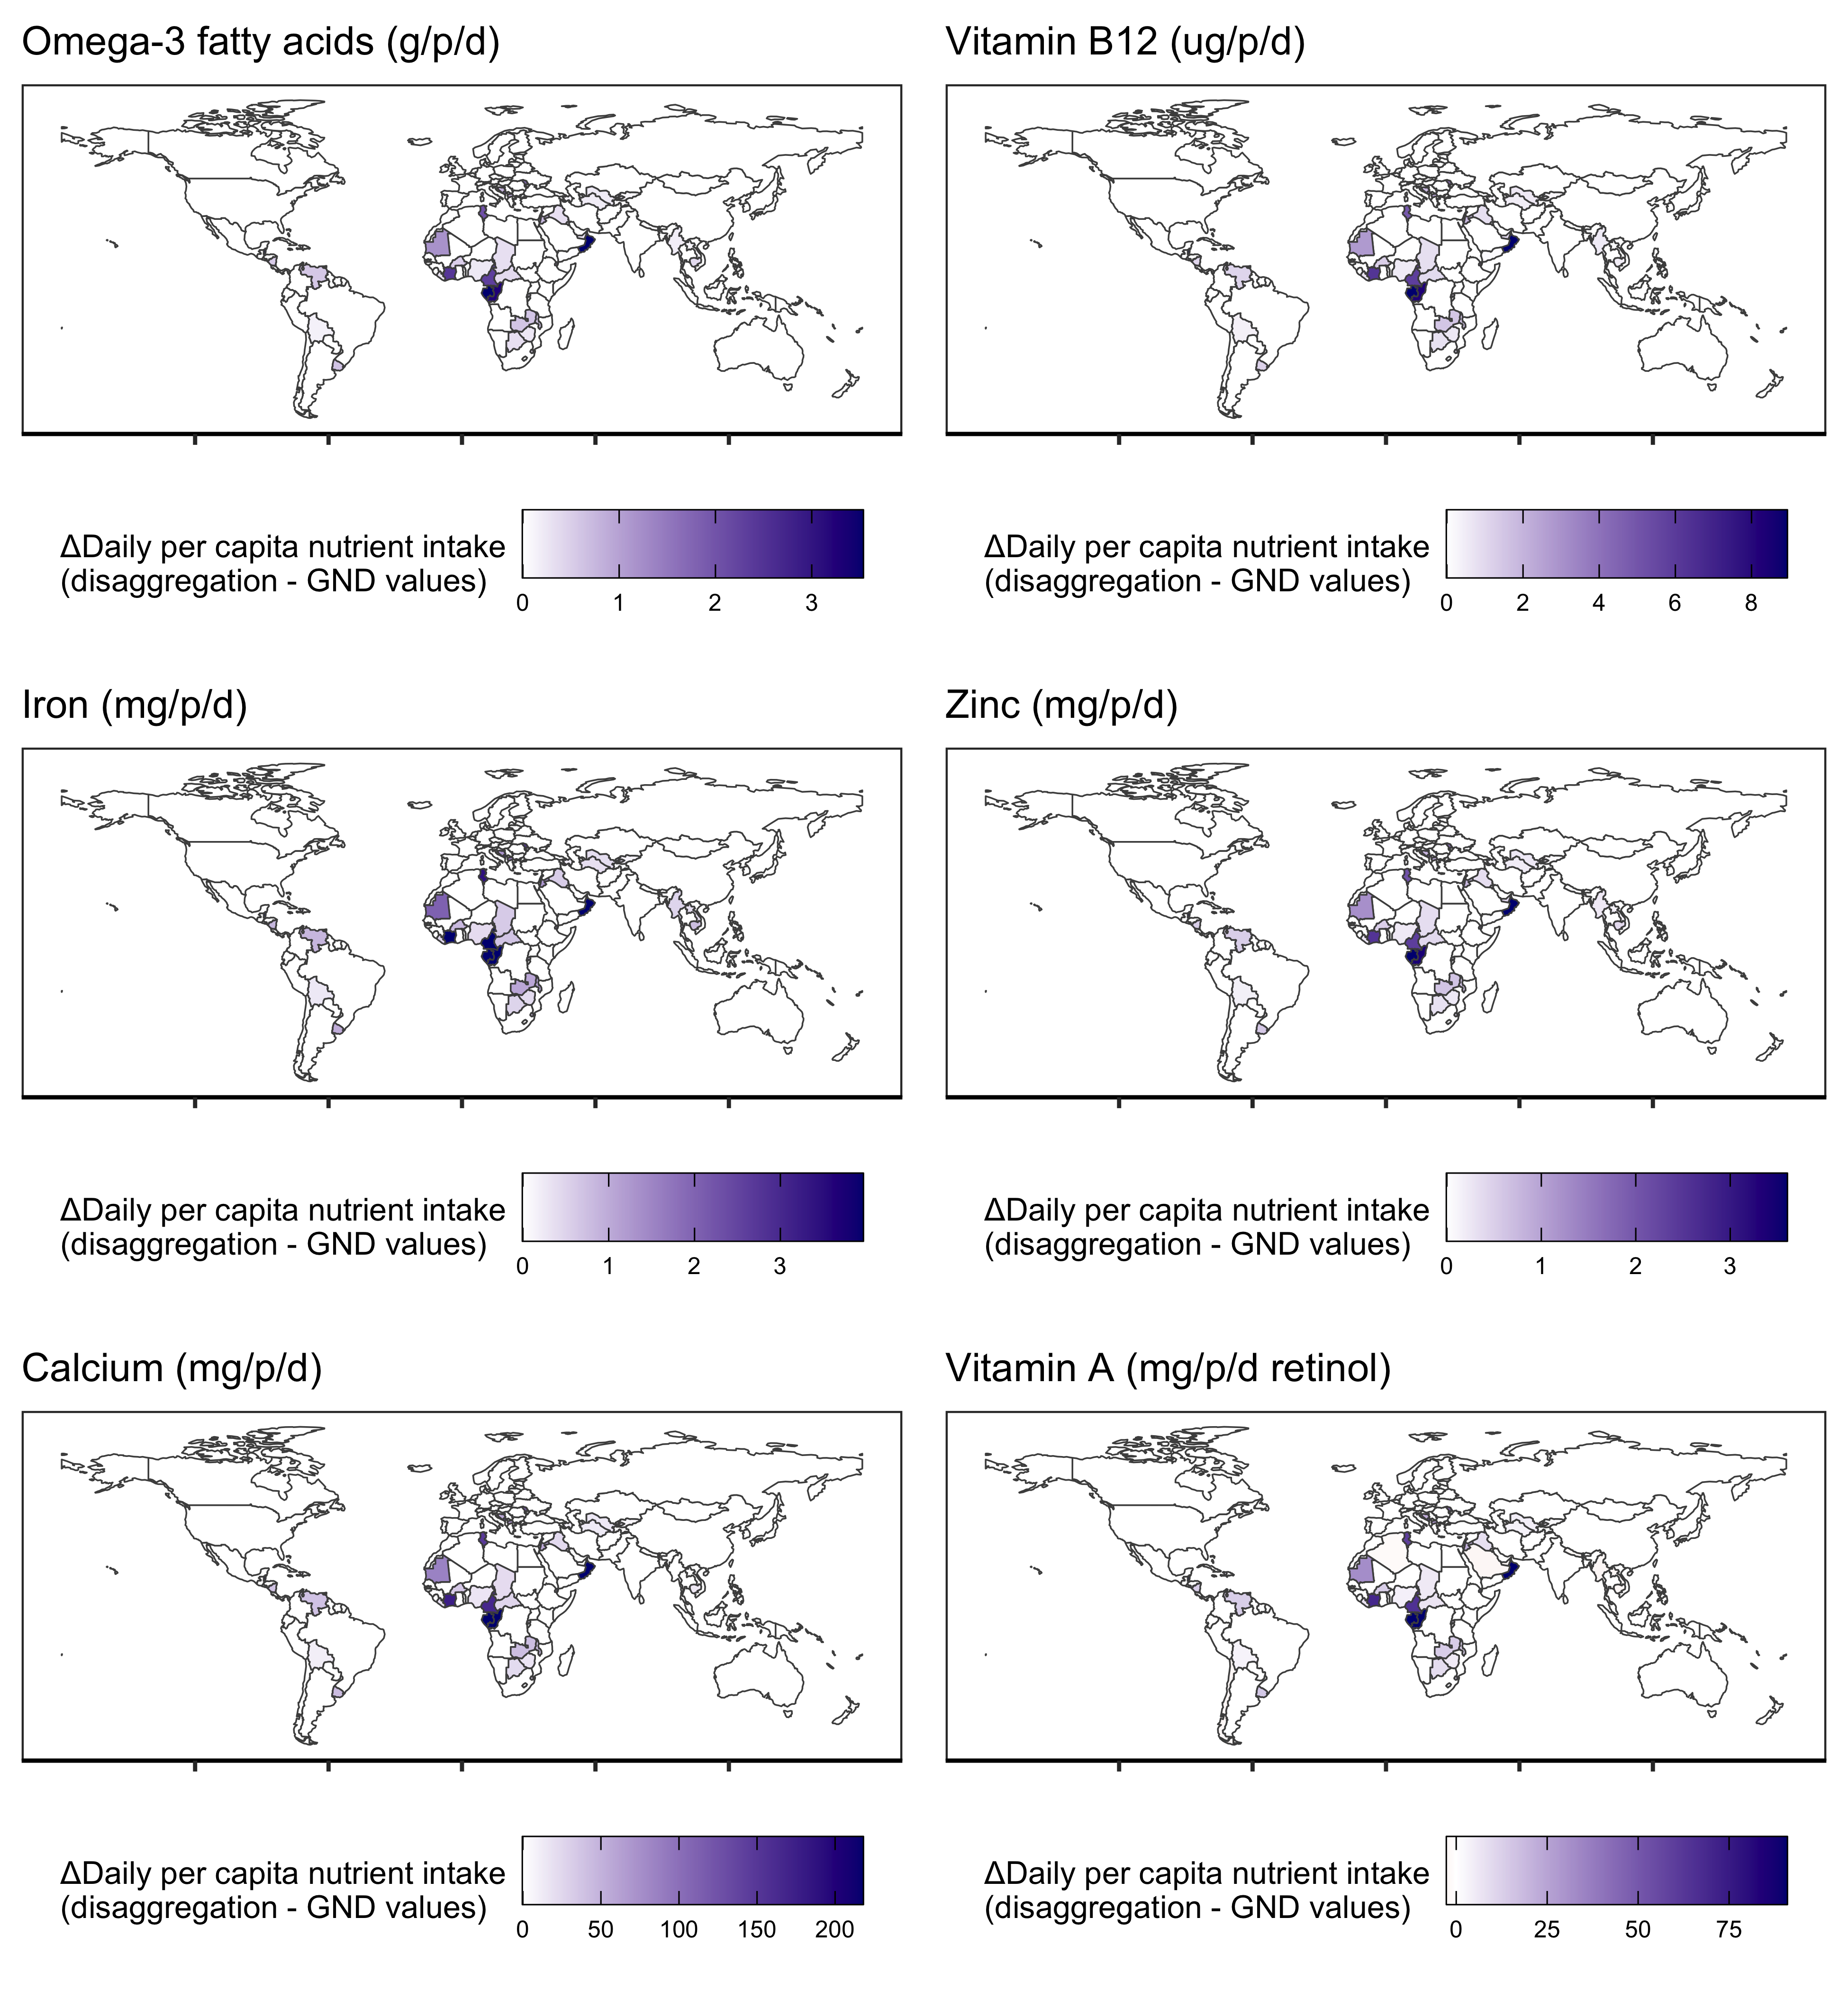 Omega-3 fatty acids (g/p/d)
Vitamin B12 (ug/p/d)
ΔDaily per capita nutrient intake
(disaggregation - GND values)
0 1 2 3
ΔDaily per capita nutrient intake
(disaggregation - GND values)
0 2 4 6 8
Iron (mg/p/d)
Zinc (mg/p/d)
ΔDaily per capita nutrient intake
(disaggregation - GND values)
0 1 2 3
ΔDaily per capita nutrient intake
(disaggregation - GND values)
0 1 2 3
Calcium (mg/p/d)
Vitamin A (mg/p/d retinol)
ΔDaily per capita nutrient intake
(disaggregation - GND values)
0 50 100 150 200
ΔDaily per capita nutrient intake
(disaggregation - GND values)
0 25 50 75